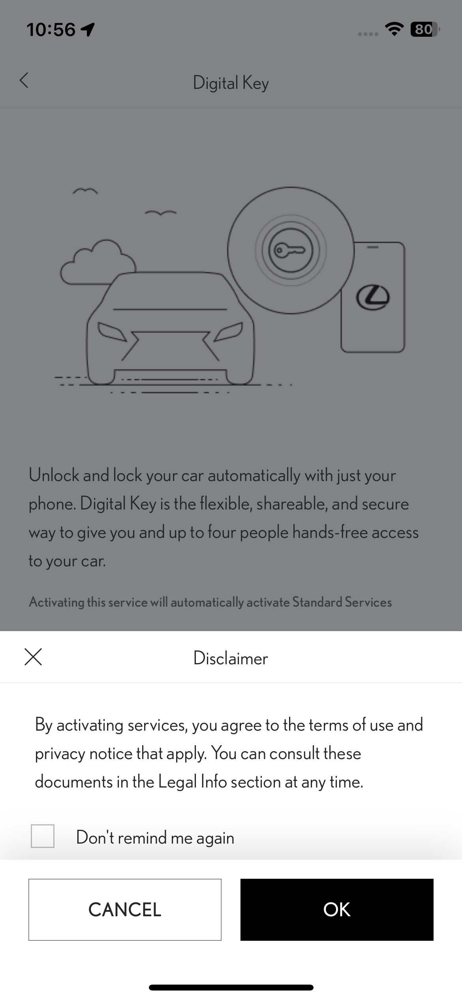 10:56
80
Digital Key
Unlock and lock your car automatically with just your
phone. Digital Key is the flexible, shareable, and secure
way to give you and up to four people hands-free access
to your car.
Activating this service will automatically activate Standard Services
Disclaimer
By activating services, you agree to the terms of use and
privacy notice that apply. You can consult these
documents in the Legal Info section at any time.
Don't remind me again
CANCEL
OK